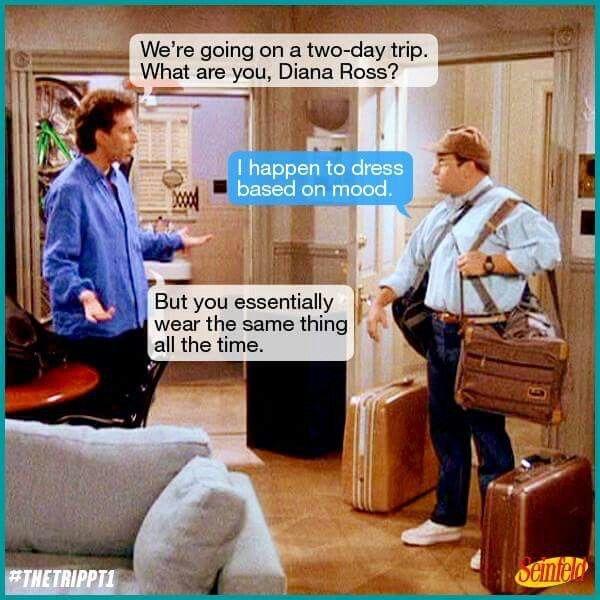 We're going on a two-day trip.
What are you, Diana Ross?
I happen to dress
based on mood.
But you essentially
wear the same thing
all the time.
#THETRIPPT1
Seinfeld